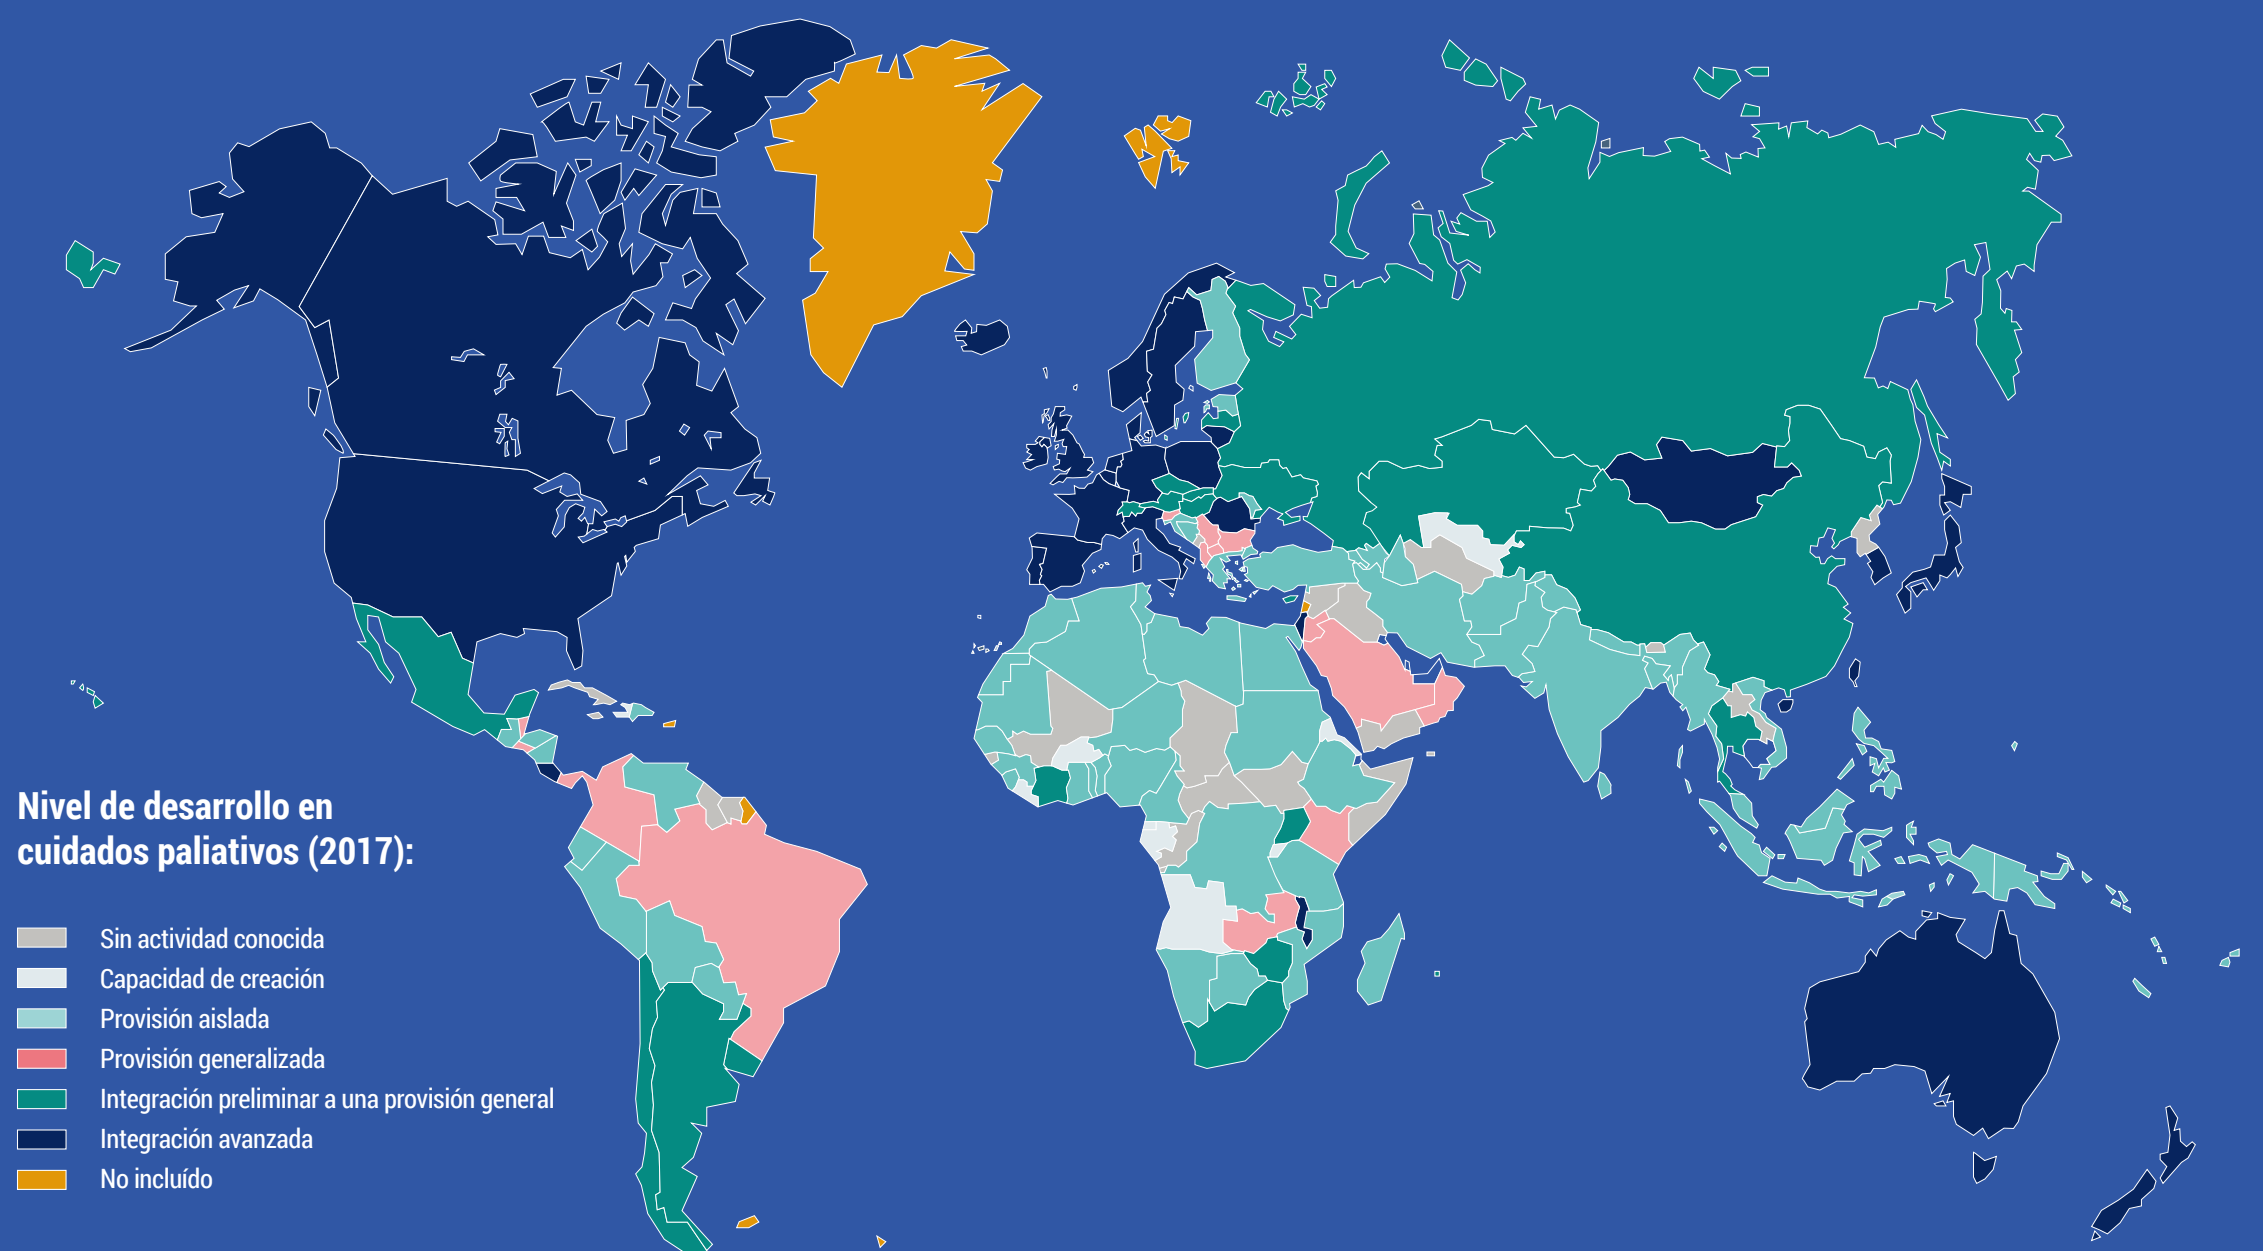 Nivel de desarrollo en
cuidados paliativos (2017):
Sin actividad conocida
Capacidad de creación
Provisión aislada
Provisión generalizada
Integración preliminar a una provisión general
Integración avanzada
No incluído